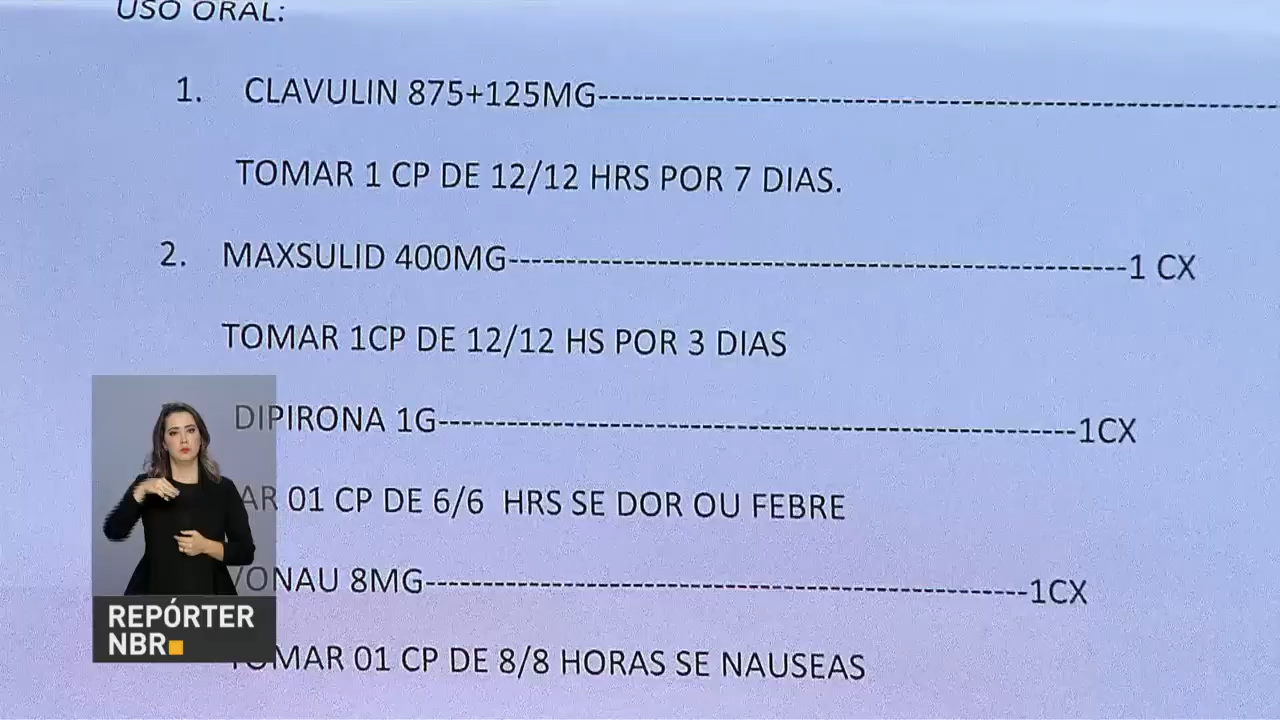 USO ORAL:
1. CLAVULIN 875+125MG--------------------------------------------------------------------
TOMAR 1 CP DE 12/12 HRS POR 7 DIAS.
2. MAXSULID 400MG---------------------------------------------------------------1 CX
TOMAR 1CP DE 12/12 HS POR 3 DIAS
DIPIRONA 1G----------------------------------------------------------------1CX
AR 01 CP DE 6/6 HRS SE DOR OU FEBRE
VONAU 8MG-------------------------------------------------------------1CX
TOMAR 01 CP DE 8/8 HORAS SE NAUSEAS
REPÓRTER
NBR